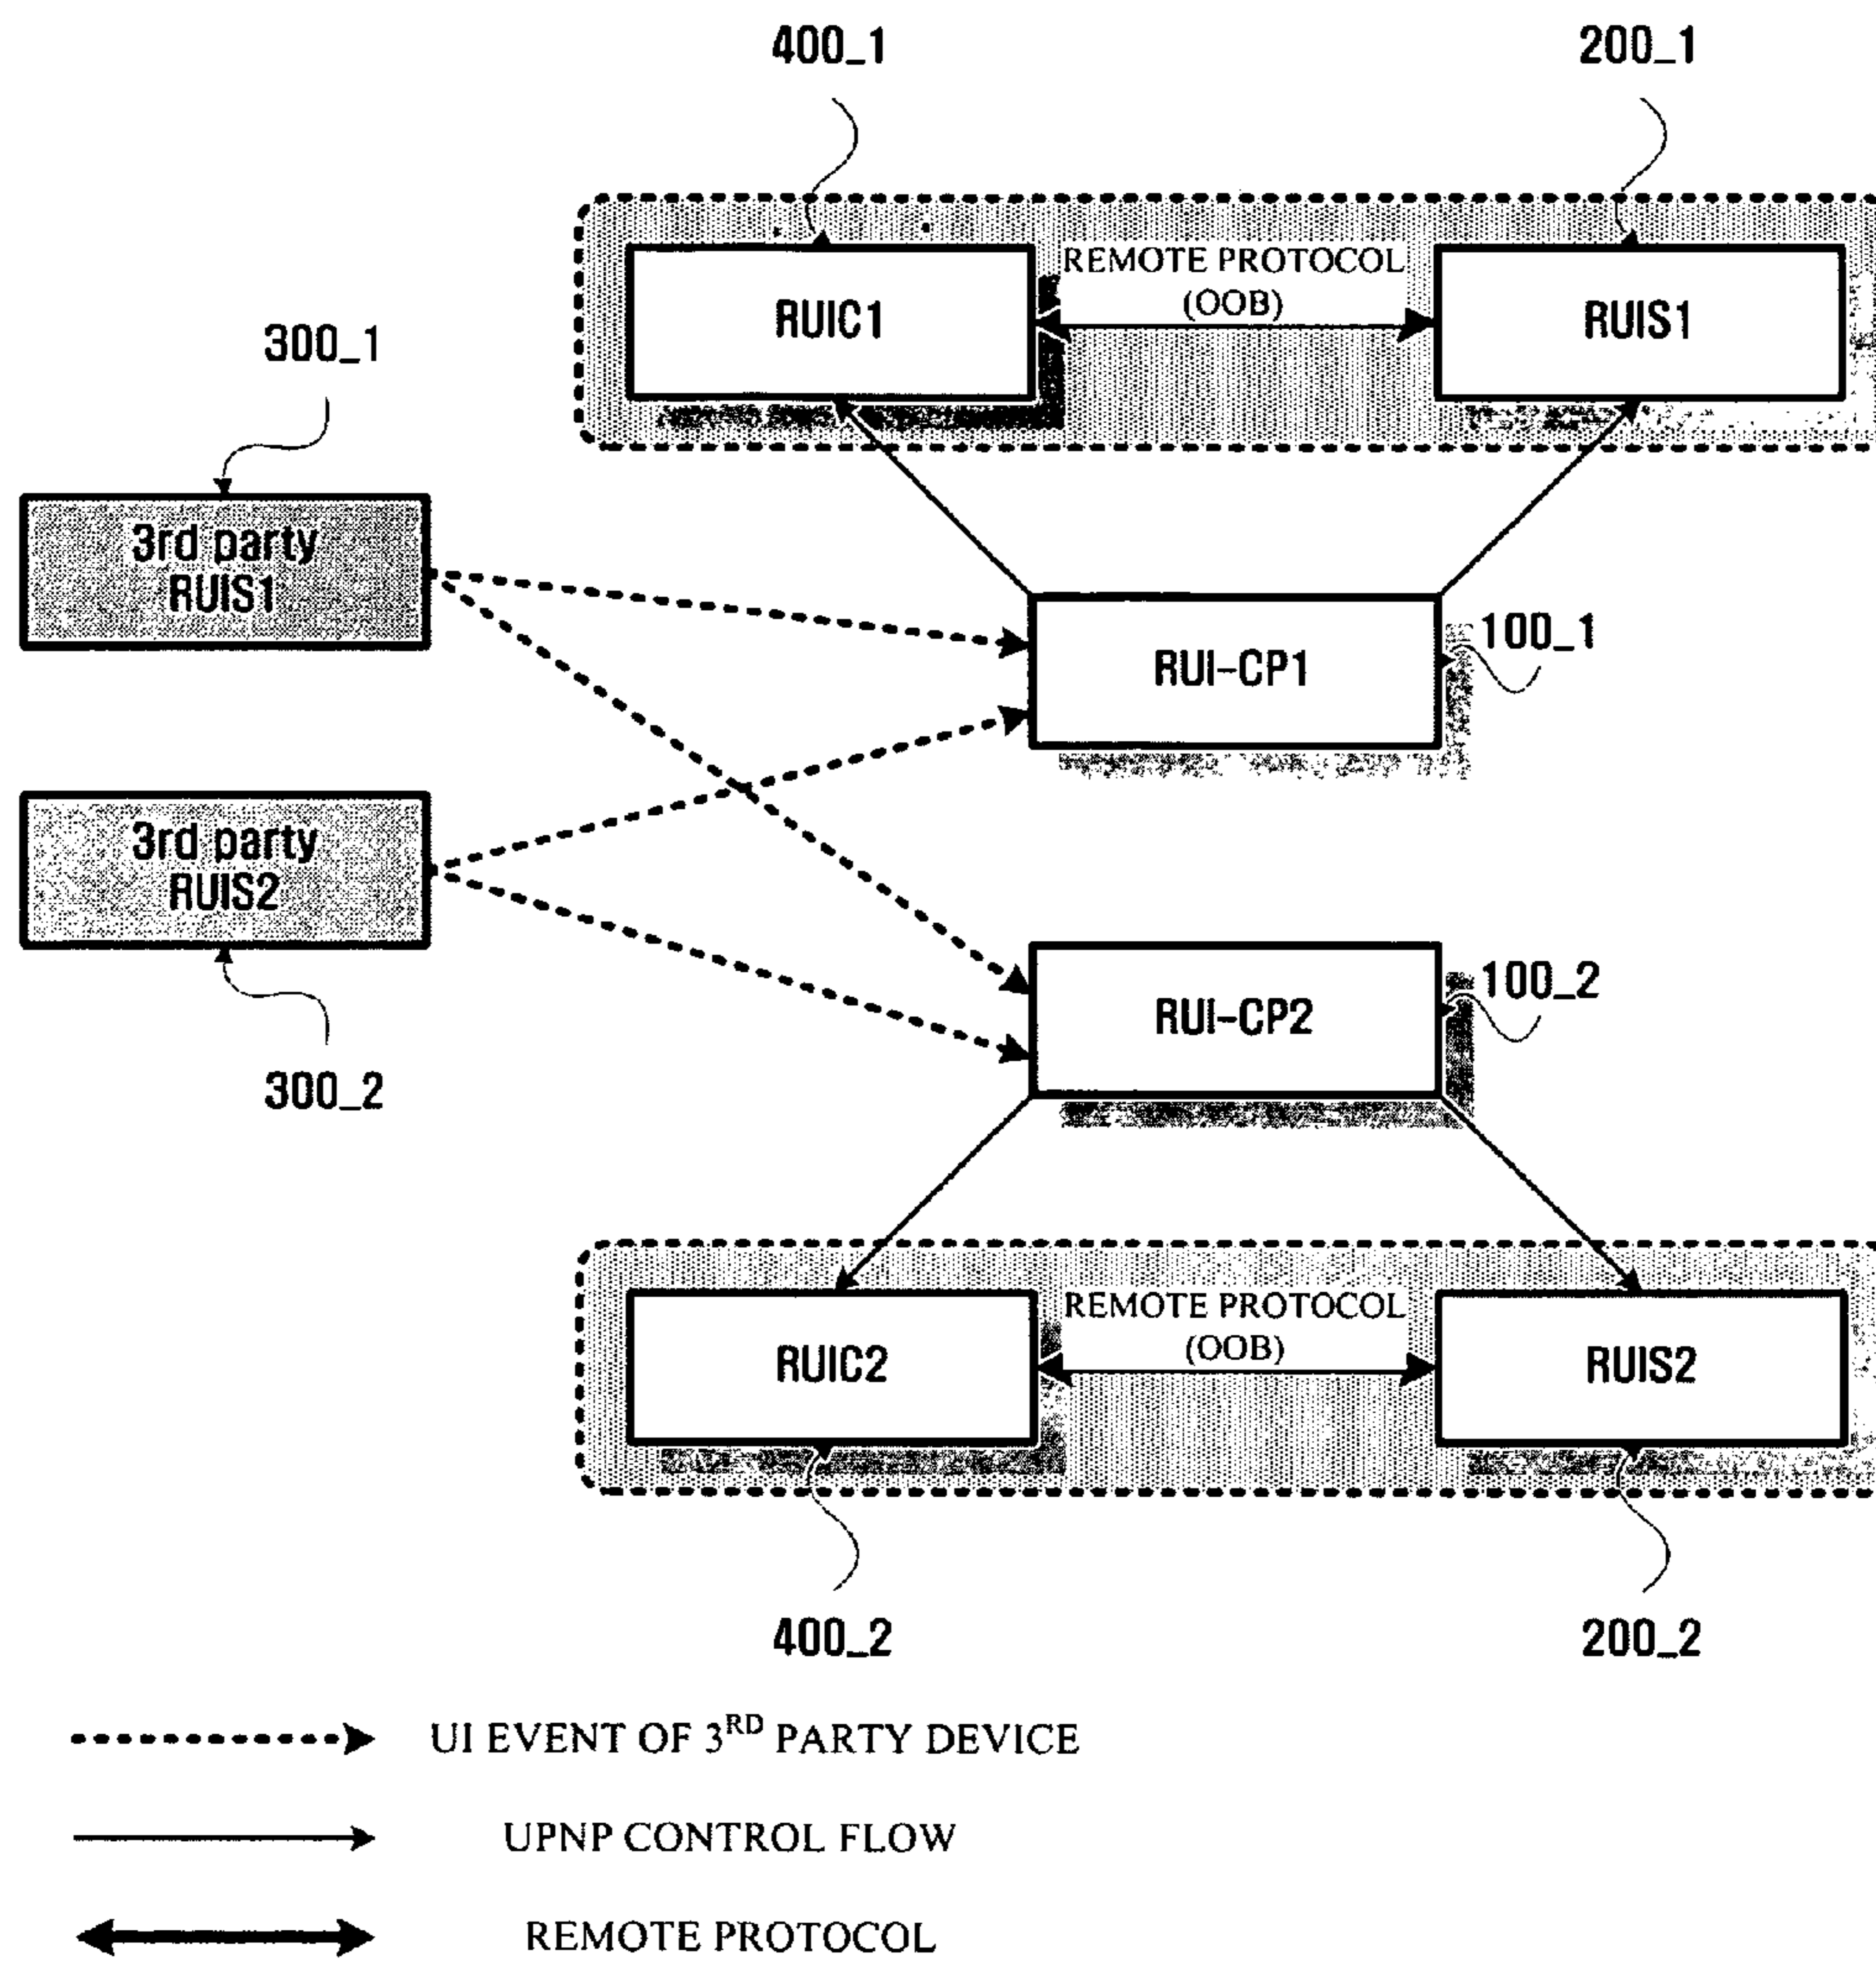 400_1
200_1
REMOTE PROTOCOL
(OOB)
RUIC1
RUIS1
300_1
3rd party
RUIS1
100_1
RUI-CP1
3rd party
RUIS2
100_2
RUI-CP2
300_2
REMOTE PROTOCOL
(OOB)
RUIC2
RUIS2
400_2
200_2
UI EVENT OF 3RD PARTY DEVICE
UPNP CONTROL FLOW
REMOTE PROTOCOL